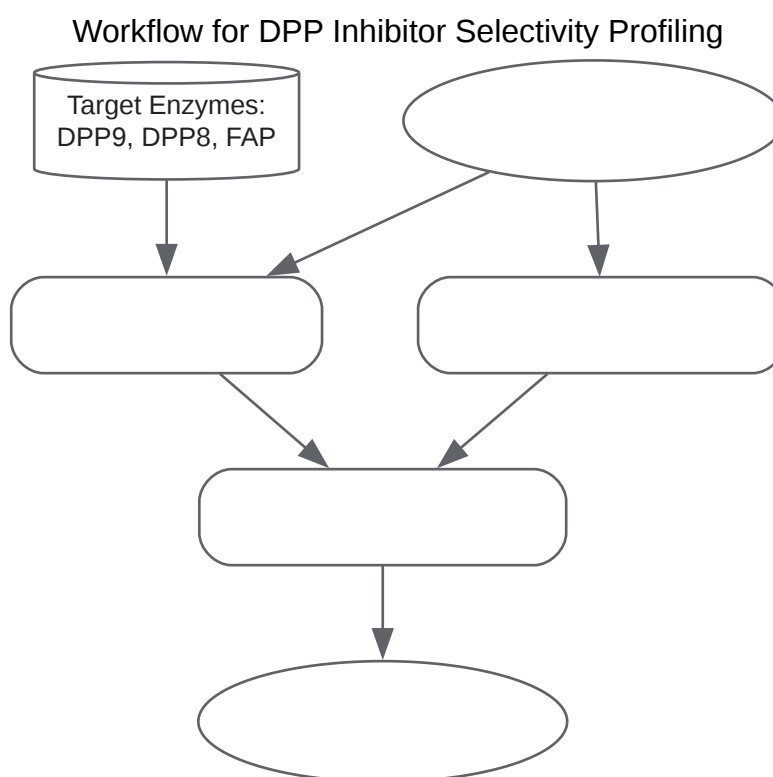 Workflow for DPP Inhibitor Selectivity Profiling
Target Enzymes:
DPP9, DPP8, FAP